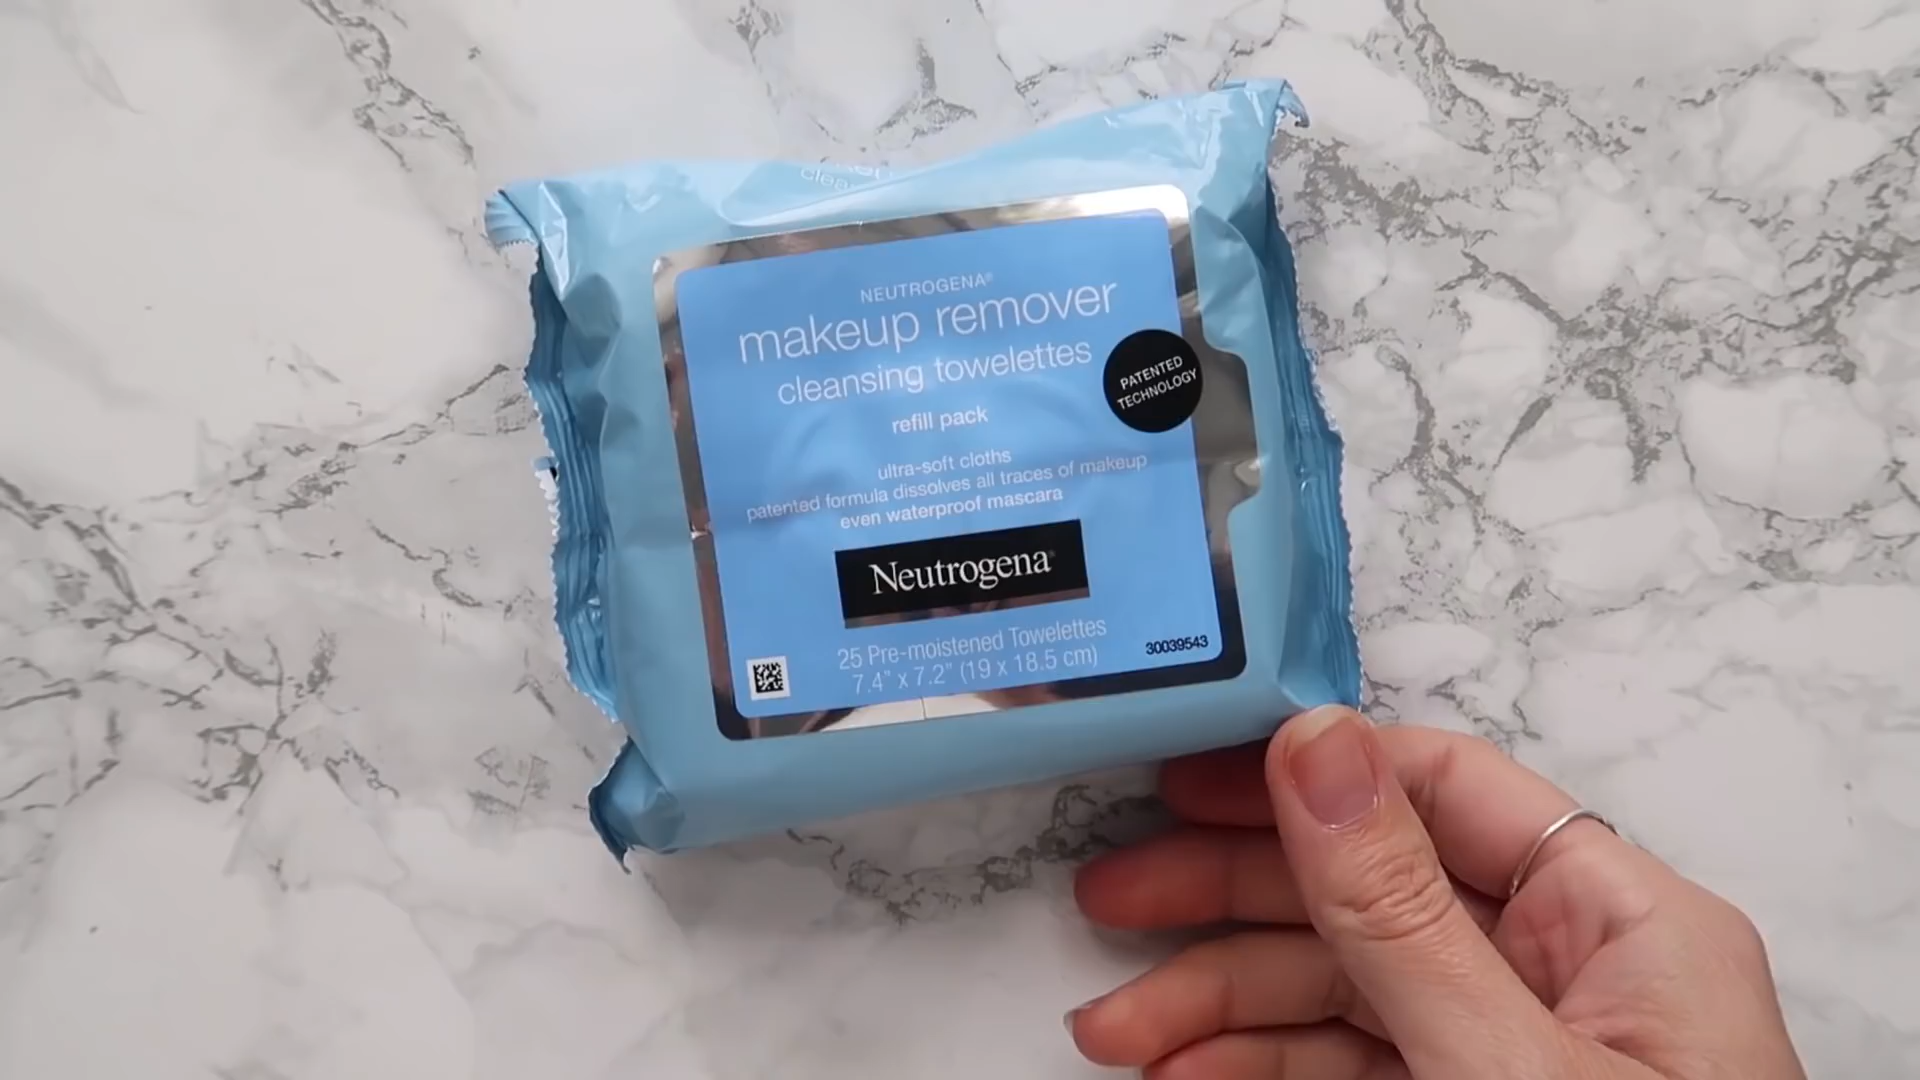 clea
NEUTROGENA®
makeup remover
cleansing towelettes
refill pack
PATENTED
TECHNOLOGY
ultra-soft cloths
patented formula dissolves all traces of makeup
even waterproof mascara
Neutrogena®
25 Pre-moistened Towelettes
7.4" x 7.2" (19 x 18.5 cm)
30039543